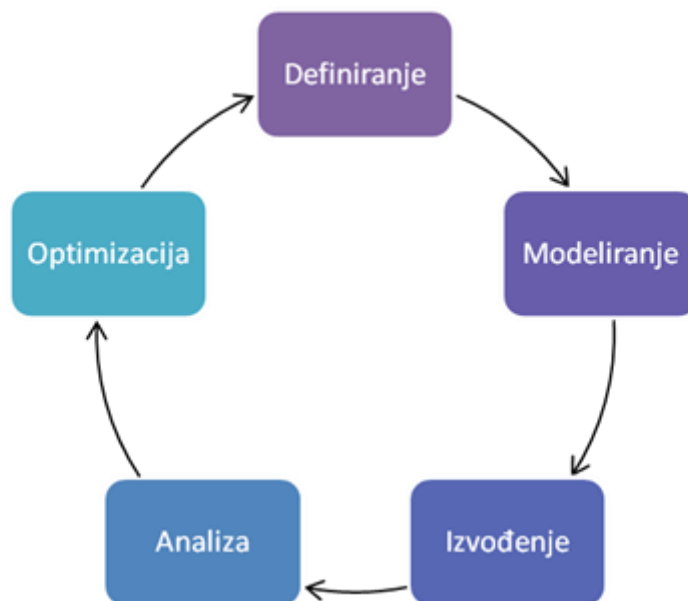 Definiranje
Modeliranje
Izvođenje
Analiza
Optimizacija